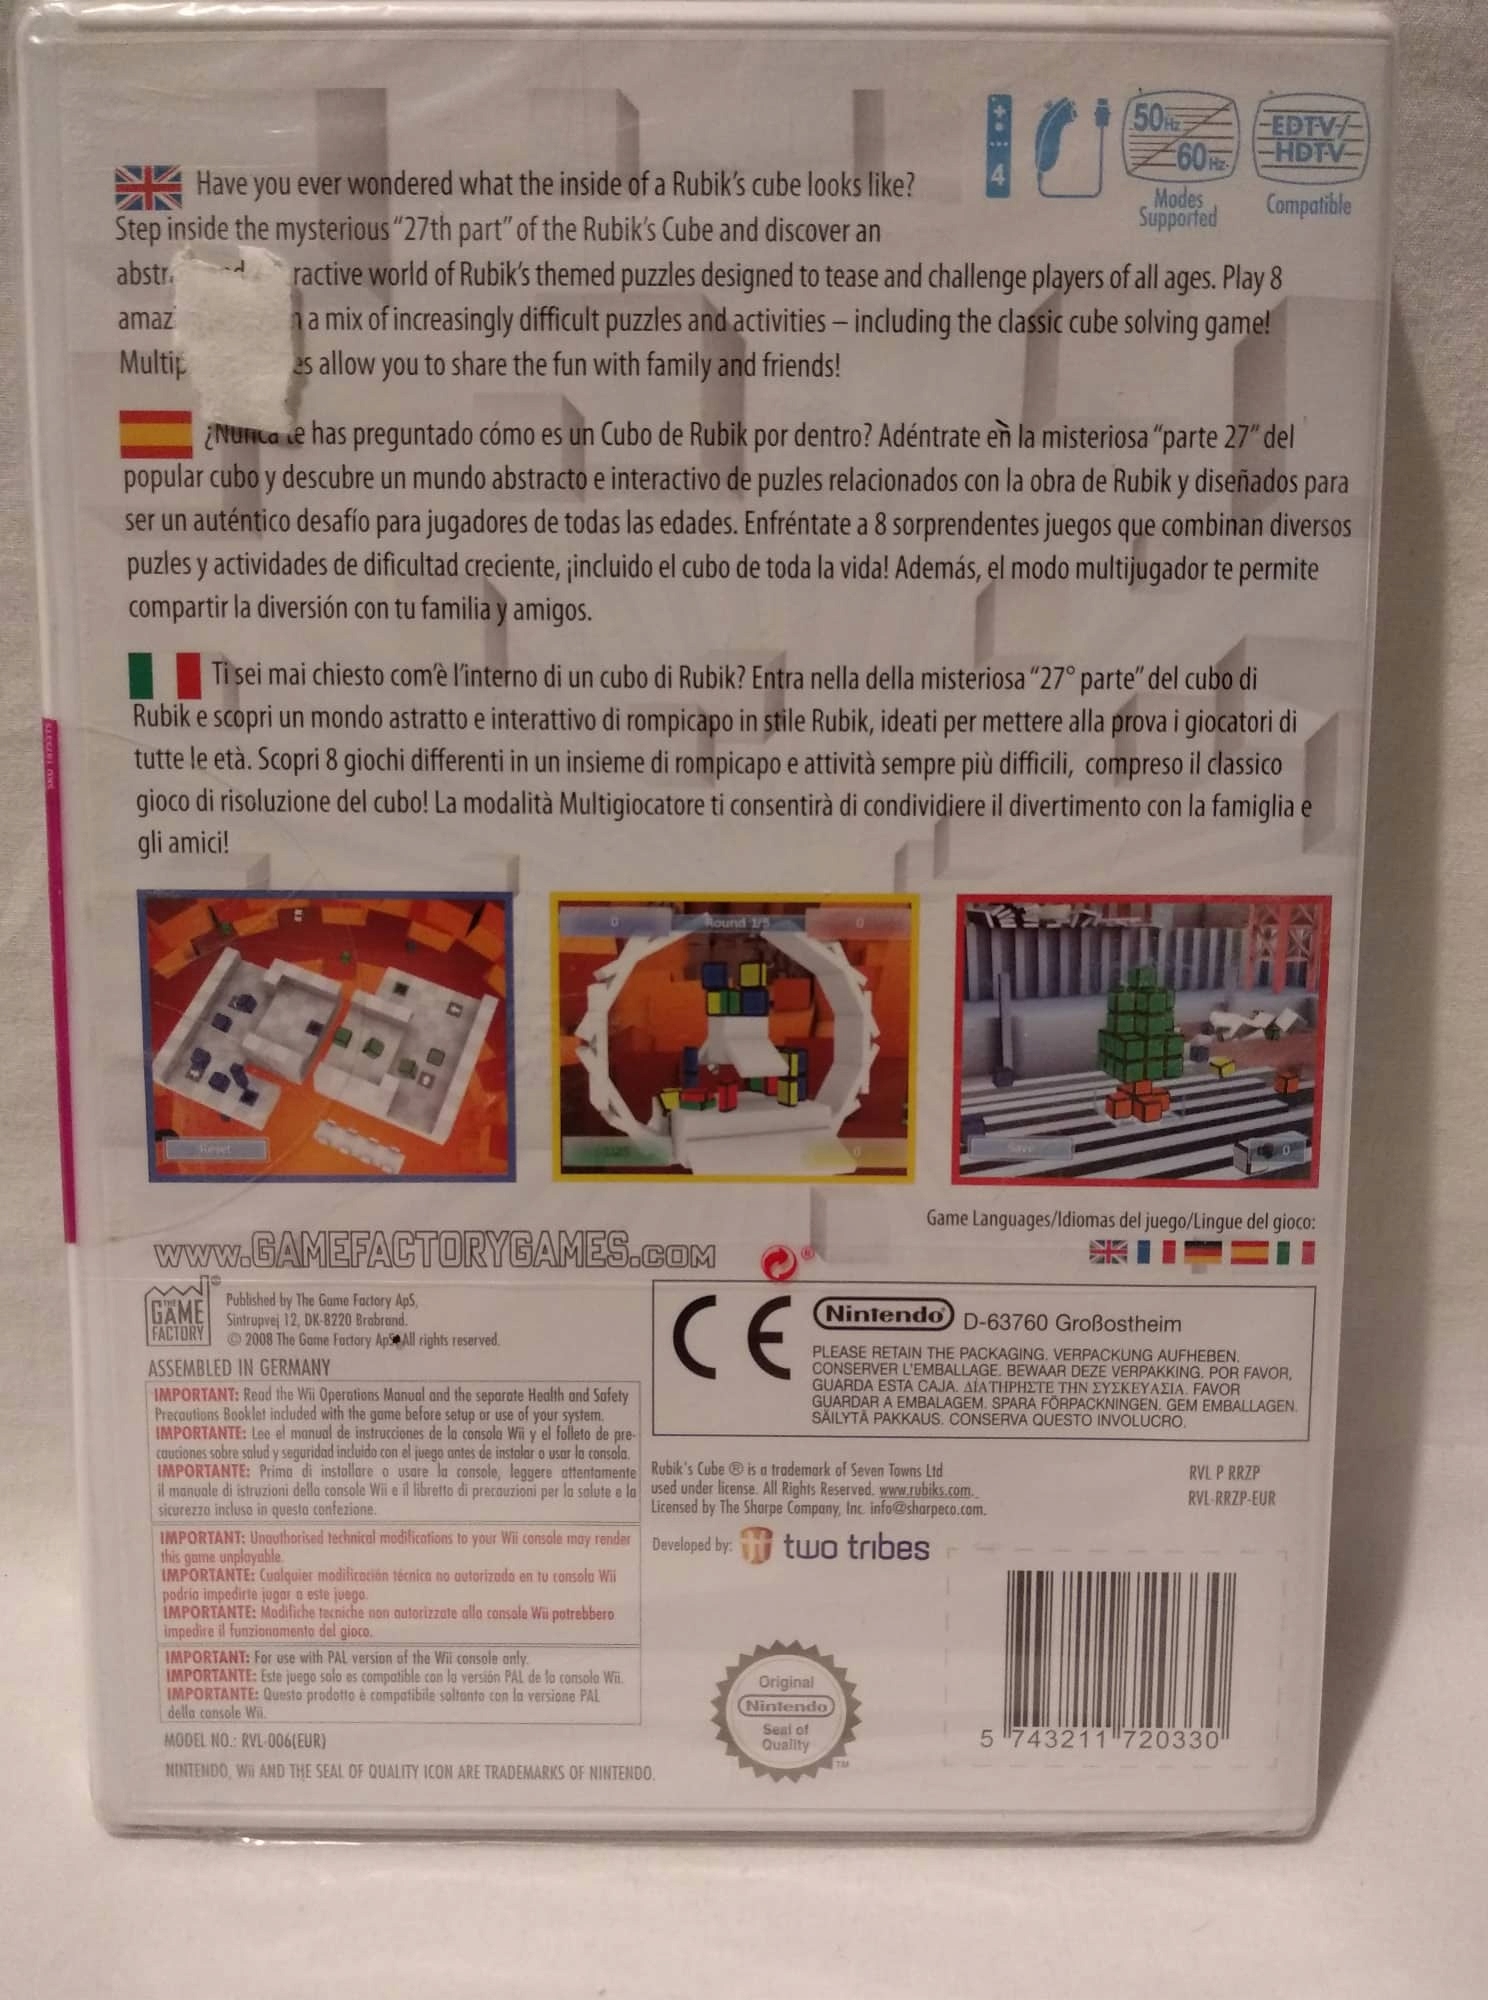 50Hz
60Hz
Modes
Supported
EDTV/
HDTV
Compatible
4
Have you ever wondered what the inside of a Rubik's cube looks like?
Step inside the mysterious "27th part" of the Rubik's Cube and discover an
ractive world of Rubik's themed puzzles designed to tease and challenge players of all ages. Play 8
a mix of increasingly difficult puzzles and activities – including the classic cube solving game!
allow you to share the fun with family and friends!
¿Nunca te has preguntado cómo es un Cubo de Rubik por dentro? Adéntrate en la misteriosa "parte 27" del
popular cubo y descubre un mundo abstracto e interactivo de puzles relacionados con la obra de Rubik y diseñados para
ser un auténtico desafío para jugadores de todas las edades. Enfréntate a 8 sorprendentes juegos que combinan diversos
puzles y actividades de dificultad creciente, ¡incluido el cubo de toda la vida! Además, el modo multijugador te permite
compartir la diversión con tu familia y amigos.
Ti sei mai chiesto com'è l'interno di un cubo di Rubik? Entra nella della misteriosa "27° parte" del cubo di
Rubik e scopri un mondo astratto e interattivo di rompicapo in stile Rubik, ideati per mettere alla prova i giocatori di
tutte le età. Scopri 8 giochi differenti in un insieme di rompicapo e attività sempre più difficili, compreso il classico
gioco di risoluzione del cubo! La modalità Multigiocatore ti consentirà di condividiere il divertimento con la famiglia e
gli amici!
Reset
0 Round 1/5 0
0
Save
0
Game Languages/Idiomas del juego/Lingue del gioco:
www.GAMEFACTORYGAMES.com
THE GAME FACTORY
Published by The Game Factory ApS,
Sintrupvej 12, DK-8220 Brabrand.
© 2008 The Game Factory ApS All rights reserved.
ASSEMBLED IN GERMANY
CE
Nintendo® D-63760 Großostheim
PLEASE RETAIN THE PACKAGING. VERPACKUNG AUFHEBEN.
CONSERVER L'EMBALLAGE. BEWAAR DEZE VERPAKKING. POR FAVOR,
GUARDA ESTA CAJA. ΔΙΑΤΗΡΗΣΤΕ ΤΗΝ ΣΥΣΚΕΥΑΣΙΑ. FAVOR
GUARDAR A EMBALAGEM. SPARA FÖRPACKNINGEN. GEM EMBALLAGEN.
SÄILYTÄ PAKKAUS. CONSERVA QUESTO INVOLUCRO.
IMPORTANT: Read the Wii Operations Manual and the separate Health and Safety
Precautions Booklet included with the game before setup or use of your system.
IMPORTANTE: Lee el manual de instrucciones de la consola Wii y el folleto de pre-
cauciones sobre salud y seguridad incluido con el juego antes de instalar o usar la consola.
IMPORTANTE: Prima di installare o usare la console, leggere attentamente
il manuale di istruzioni della console Wii e il libretto di precauzioni per la salute e la
sicurezza incluso in questa confezione.
IMPORTANT: Unauthorised technical modifications to your Wii console may render
this game unplayable.
IMPORTANTE: Cualquier modificación técnica no autorizada en tu consola Wii
podría impedirte jugar a este juego.
IMPORTANTE: Modifiche tecniche non autorizzate alla console Wii potrebbero
impedire il funzionamento del gioco.
IMPORTANT: For use with PAL version of the Wii console only.
IMPORTANTE: Este juego solo es compatible con la versión PAL de la consola Wii.
IMPORTANTE: Questo prodotto è compatibile soltanto con la versione PAL
della console Wii.
MODEL NO.: RVL-006(EUR)
NINTENDO, Wii AND THE SEAL OF QUALITY ICON ARE TRADEMARKS OF NINTENDO.
Rubik's Cube ® is a trademark of Seven Towns Ltd
used under license. All Rights Reserved. www.rubiks.com.
Licensed by The Sharpe Company, Inc. info@sharpeco.com.
RVL P RRZP
RVL-RRZP-EUR
Developed by: two tribes
Original
Nintendo
Seal of
Quality
TM
5 743211 720330